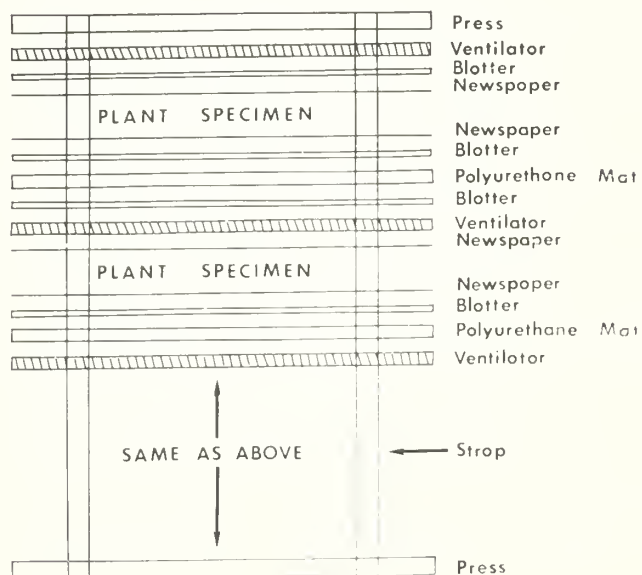 Press
Ventilator
Blotter
Newspoper
PLANT SPECIMEN
Newspaper
Blotter
Polyurethone Mat
Blotter
Ventilator
Newspaper
PLANT SPECIMEN
Newspoper
Blotter
Polyurethane Mat
Ventilotor
SAME AS ABOVE
Strop
Press